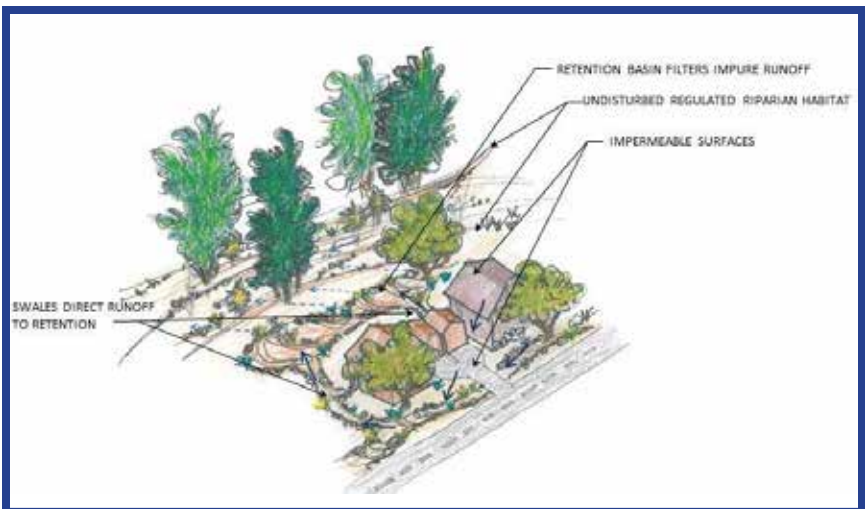 RETENTION BASIN FILTERS IMPURE RUNOFF
UNDISTURBED REGULATED RIPARIAN HABITAT
IMPERMEABLE SURFACES
SWALES DIRECT RUNOFF
TO RETENTION